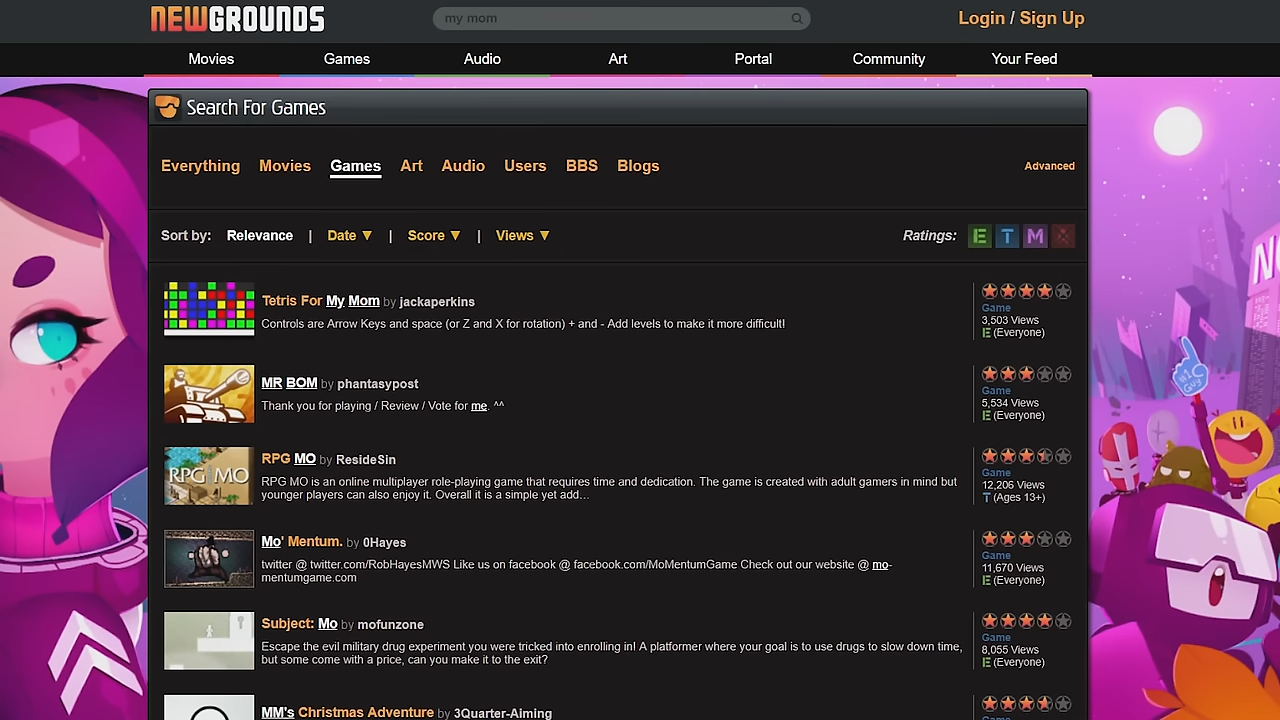 NEWGROUNDS
my mom
Login / Sign Up
Movies Games Audio Art Portal Community Your Feed
Search For Games
Everything Movies Games Art Audio Users BBS Blogs
Advanced
Sort by: Relevance | Date ▼ | Score ▼ | Views ▼
Ratings: E T M
Tetris For My Mom by jackaperkins
Controls are Arrow Keys and space (or Z and X for rotation) + and - Add levels to make it more difficult!
Game
3,503 Views
E (Everyone)
MR BOM by phantasypost
Thank you for playing / Review / Vote for me. ^^
Game
5,534 Views
E (Everyone)
RPG MO
RPG MO by ResideSin
RPG MO is an online multiplayer role-playing game that requires time and dedication. The game is created with adult gamers in mind but
younger players can also enjoy it. Overall it is a simple yet add...
Game
12,206 Views
T (Ages 13+)
Mo' Mentum. by 0Hayes
twitter @ twitter.com/RobHayesMWS Like us on facebook @ facebook.com/MoMentumGame Check out our website @ mo-
mentumgame.com
Game
11,670 Views
E (Everyone)
Subject: Mo by mofunzone
Escape the evil military drug experiment you were tricked into enrolling in! A platformer where your goal is to use drugs to slow down time,
but some come with a price, can you make it to the exit?
Game
8,055 Views
E (Everyone)
MM's Christmas Adventure by 3Quarter-Aiming
#1
Guy